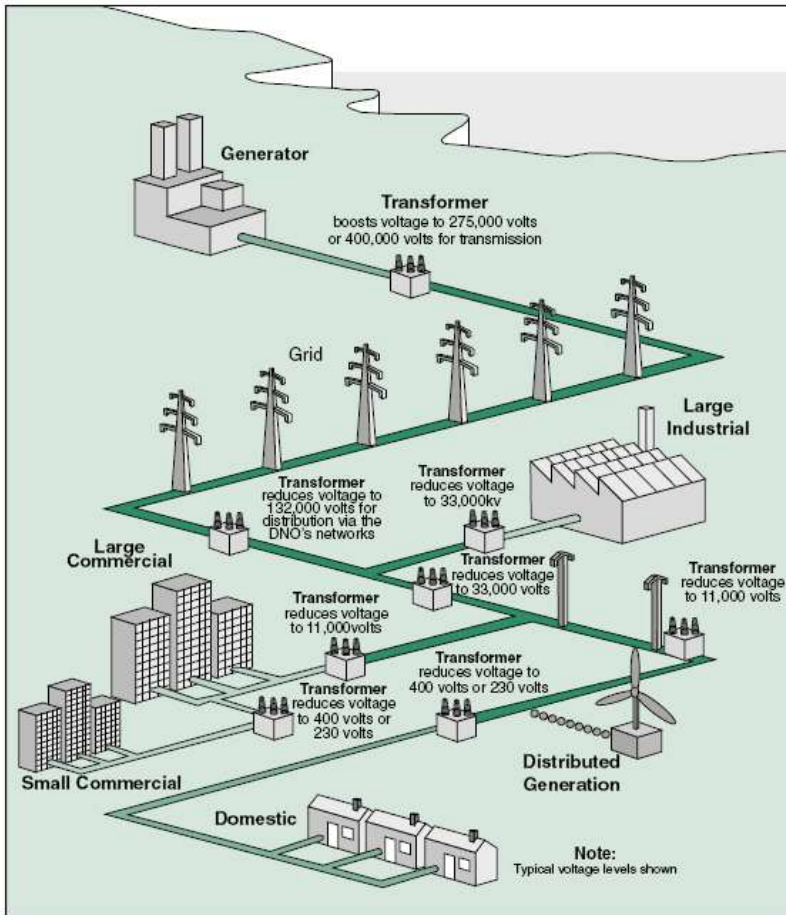 Generator
Transformer
boosts voltage to 275,000 volts
or 400,000 volts for transmission
Grid
Large
Industrial
Transformer
reduces voltage to
132,000 volts for
distribution via the
DNO's networks
Transformer
reduces voltage
to 33,000kv
Large
Commercial
Transformer
reduces voltage
to 33,000 volts
Transformer
reduces voltage to
11,000 volts
Transformer
reduces voltage
to 11,000volts
Transformer
reduces voltage to
400 volts or 230 volts
Transformer
reduces voltage
to 400 volts or
230 volts
Small Commercial
Distributed
Generation
Domestic
Note:
Typical voltage levels shown